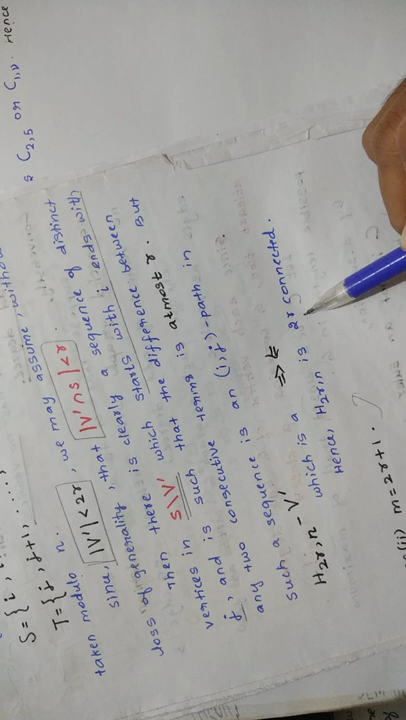 S = {i, i
T = {j, j+1, ....,
taken modulo n.
since, |V'| < 2r, we may assume, without
loss of generality, that |V'∩S| < r.
Then there is clearly a sequence of distinct
vertices in S\V' which starts with i ends with
j, and is such that the difference between
any two consecutive terms is atmost r. But
such a sequence is an (i,j)-path in
H2r,n - V' which is a ⇒⇐
Hence, H2r,n is 2r connected.
(ii) m = 2r+1.
C2,5 or C1,1). Hence